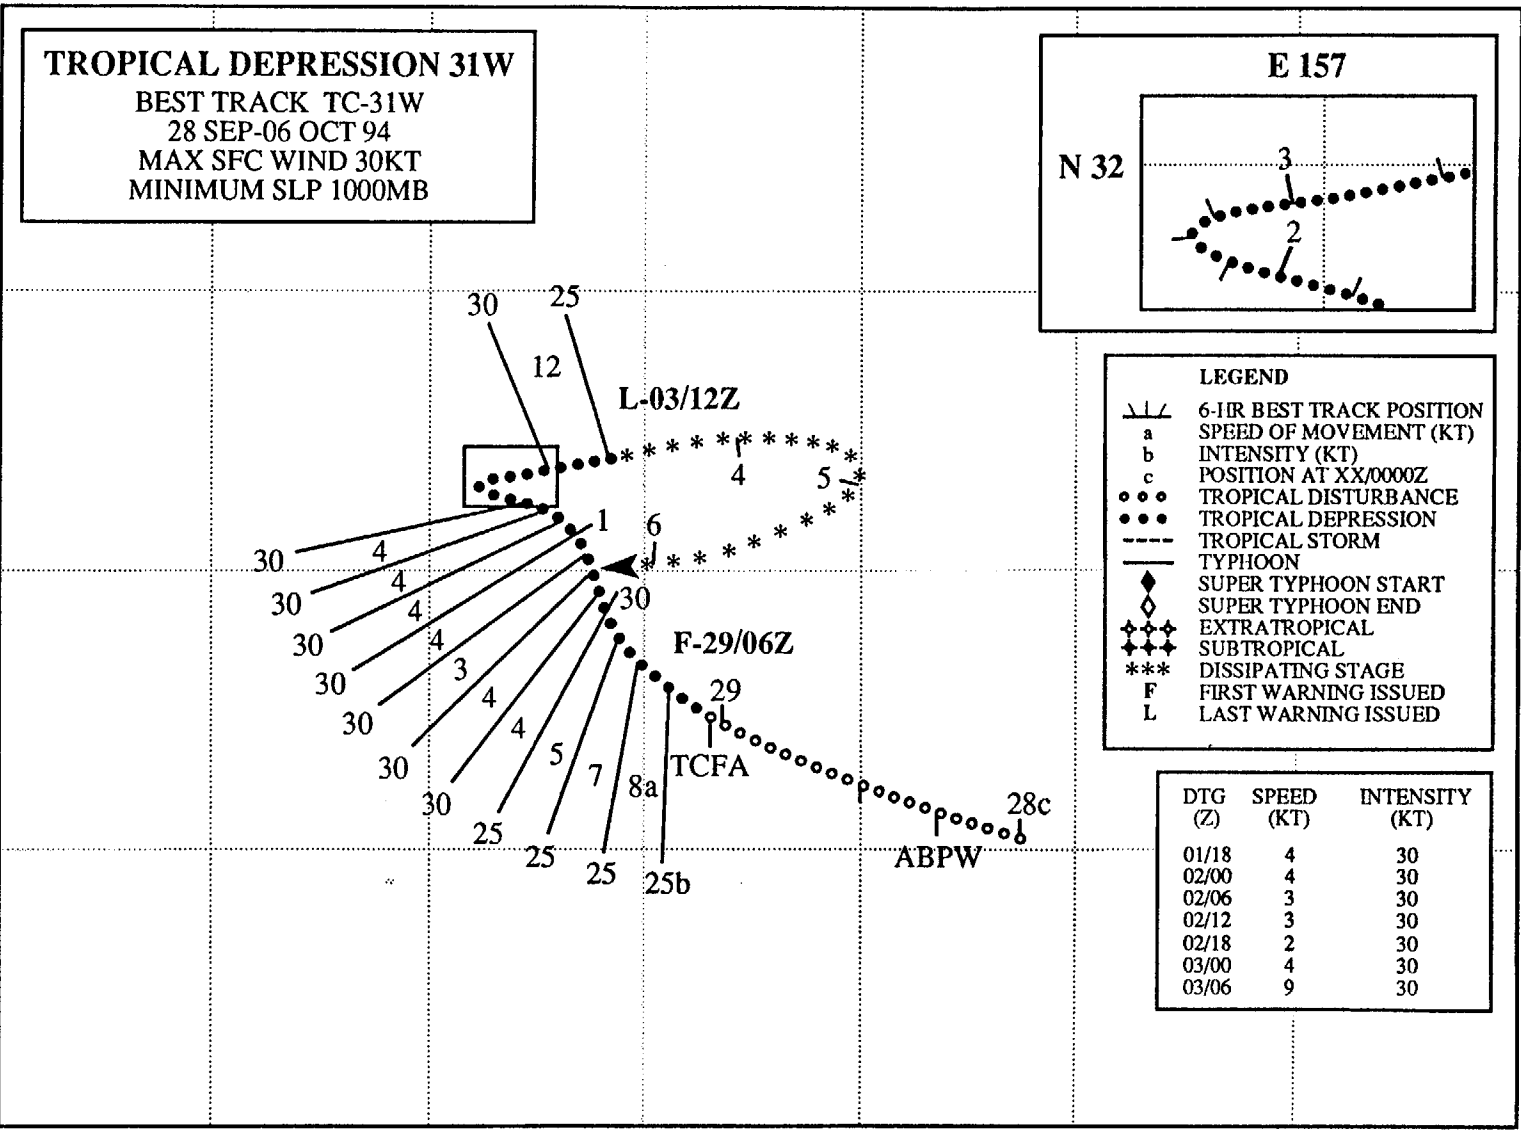 TROPICAL DEPRESSION 31W
BEST TRACK TC-31W
28 SEP-06 OCT 94
MAX SFC WIND 30KT
MINIMUM SLP 1000MB
E 157
N 32
3
2
30
25
12
L-03/12Z
4
5
6
1
30
F-29/06Z
29
TCFA
28c
ABPW
30
4
30
4
30
4
30
4
30
3
30
4
30
4
25
5
25
7
25
8a
25b
LEGEND
6-HR BEST TRACK POSITION
a SPEED OF MOVEMENT (KT)
b INTENSITY (KT)
c POSITION AT XX/0000Z
TROPICAL DISTURBANCE
TROPICAL DEPRESSION
TROPICAL STORM
TYPHOON
SUPER TYPHOON START
SUPER TYPHOON END
EXTRATROPICAL
SUBTROPICAL
*** DISSIPATING STAGE
F FIRST WARNING ISSUED
L LAST WARNING ISSUED
DTG SPEED INTENSITY
(Z) (KT) (KT)
01/18 4 30
02/00 4 30
02/06 3 30
02/12 3 30
02/18 2 30
03/00 4 30
03/06 9 30